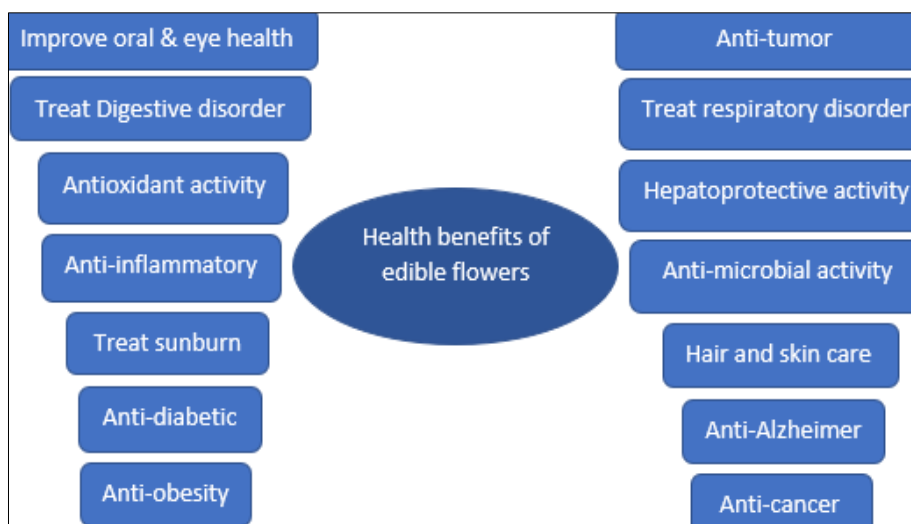 Improve oral & eye health
Treat Digestive disorder
Antioxidant activity
Anti-inflammatory
Treat sunburn
Anti-diabetic
Anti-obesity
Health benefits of
edible flowers
Anti-tumor
Treat respiratory disorder
Hepatoprotective activity
Anti-microbial activity
Hair and skin care
Anti-Alzheimer
Anti-cancer